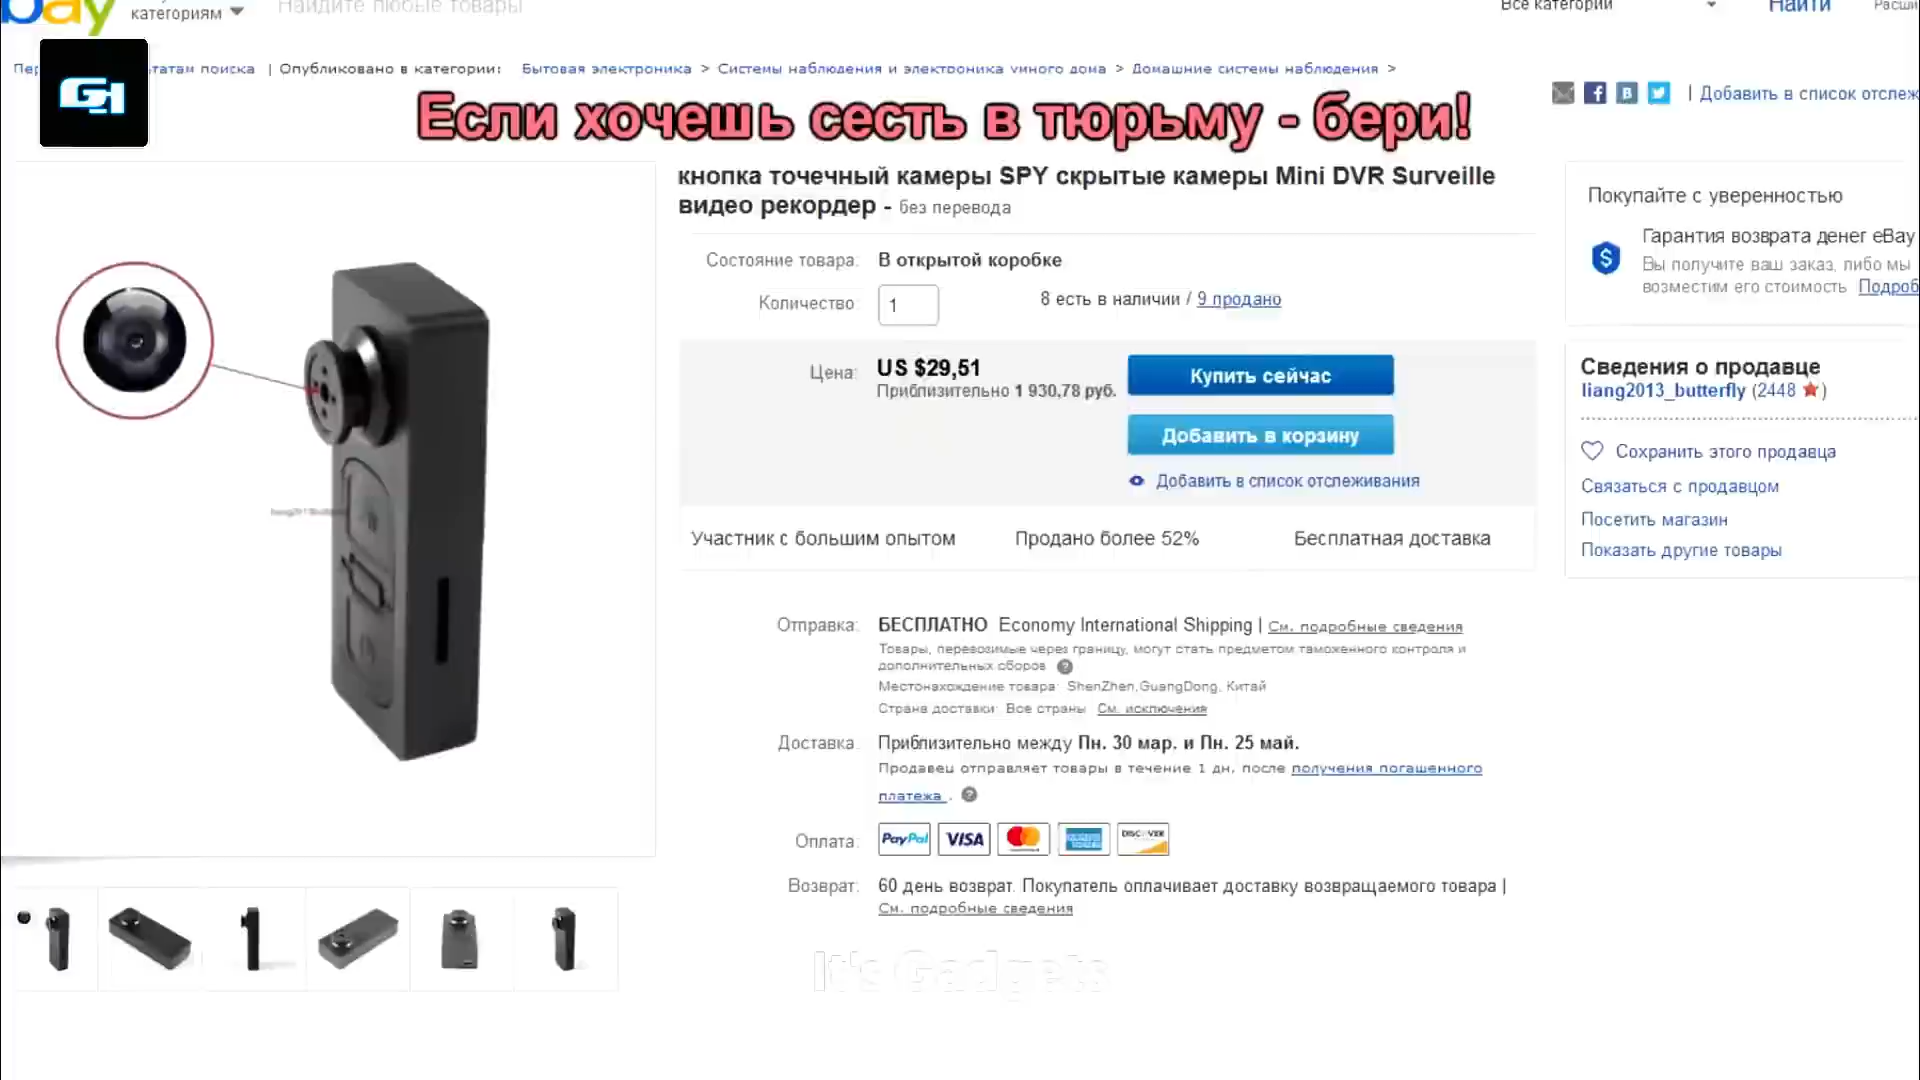 категориям
Найдите любые товары
Все категории
Найти
GI
татам поиска | Опубликовано в категории: Бытовая электроника > Системы наблюдения и электроника умного дома > Домашние системы наблюдения >
| Добавить в список отслеж
Если хочешь сесть в тюрьму - бери!
кнопка точечный камеры SPY скрытые камеры Mini DVR Surveille
видео рекордер - без перевода
Состояние товара: В открытой коробке
Количество: 1
8 есть в наличии / 9 продано
Цена: US $29,51
Приблизительно 1 930,78 руб.
Купить сейчас
Добавить в корзину
Добавить в список отслеживания
Участник с большим опытом
Продано более 52%
Бесплатная доставка
Отправка: БЕСПЛАТНО Economy International Shipping | См. подробные сведения
Товары, перевозимые через границу, могут стать предметом таможенного контроля и
дополнительных сборов
Местонахождение товара: ShenZhen,GuangDong, Китай
Страна доставки: Все страны См. исключения
Доставка: Приблизительно между Пн. 30 мар. и Пн. 25 май.
Продавец отправляет товары в течение 1 дн. после получения погашенного
платежа .
Оплата: PayPal VISA DISCOVER
Возврат: 60 день возврат. Покупатель оплачивает доставку возвращаемого товара |
См. подробные сведения
Покупайте с уверенностью
Гарантия возврата денег eBay
Вы получите ваш заказ, либо мы
возместим его стоимость Подроб
Сведения о продавце
liang2013_butterfly (2448 ★)
Сохранить этого продавца
Связаться с продавцом
Посетить магазин
Показать другие товары
It's Gadgets